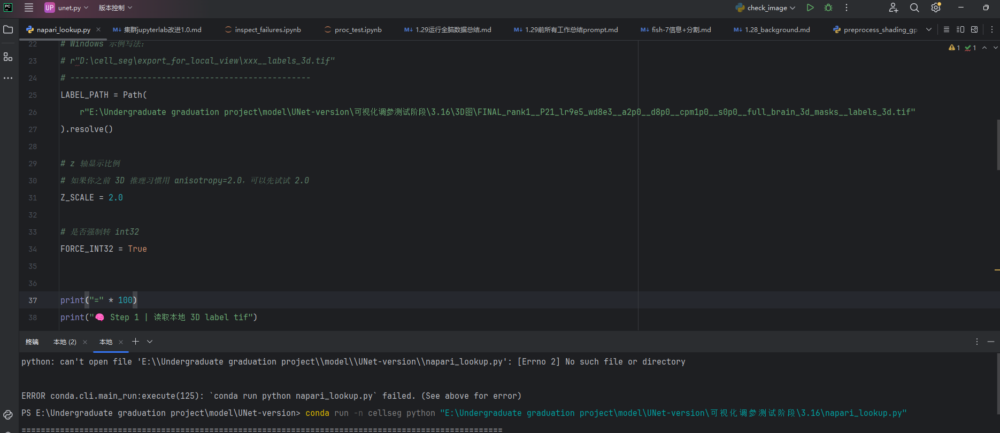 PC UP unet.py 版本控制 check_image
napari_lookup.py 集群jupyterlab改进1.0.md inspect_failures.ipynb proc_test.ipynb 1.29运行全脑数据总结.md 1.29前所有工作总结prompt.md fish-7信息+分割.md 1.28_background.md preprocess_shading_gp
22 # Windows 示例写法:
1 1
23 # r"D:\cell_seg\export_for_local_view\xxx__labels_3d.tif"
24 # --------------------------------------------------
25 LABEL_PATH = Path(
26 r"E:\Undergraduate graduation project\model\UNet-version\可视化调参测试阶段\3.16\3D图\FINAL_rank1__P21_lr9e5_wd8e3__a2p0__d8p0__cpm1p0__s0p0__full_brain_3d_masks__labels_3d.tif"
27 ).resolve()
28
29 # z 轴显示比例
30 # 如果你之前 3D 推理习惯用 anisotropy=2.0，可以先试试 2.0
31 Z_SCALE = 2.0
32
33 # 是否强制转 int32
34 FORCE_INT32 = True
35
36
37 print("=" * 100)
38 print("🧠 Step 1 | 读取本地 3D label tif")
终端 本地 (2) 本地
python: can't open file 'E:\\Undergraduate graduation project\\model\\UNet-version\\napari_lookup.py': [Errno 2] No such file or directory
ERROR conda.cli.main_run:execute(125): `conda run python napari_lookup.py` failed. (See above for error)
PS E:\Undergraduate graduation project\model\UNet-version> conda run -n cellseg python "E:\Undergraduate graduation project\model\UNet-version\可视化调参测试阶段\3.16\napari_lookup.py"
====================================================================================================